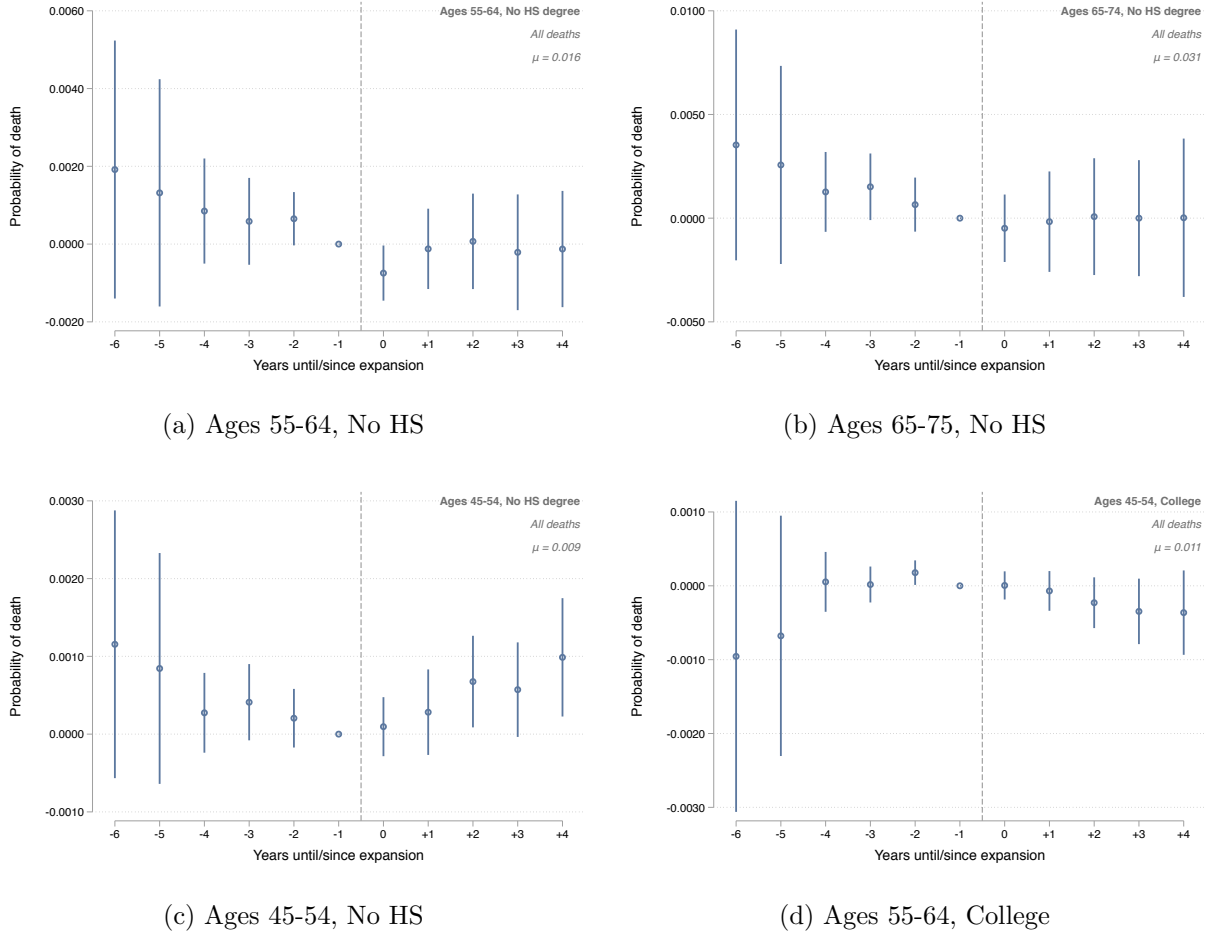 Ages 55-64, No HS degree
All deaths
μ = 0.016
Probability of death
0.0060
0.0040
0.0020
0.0000
-0.0020
-6 -5 -4 -3 -2 -1 0 +1 +2 +3 +4
Years until/since expansion
(a) Ages 55-64, No HS
Ages 65-74, No HS degree
All deaths
μ = 0.031
Probability of death
0.0100
0.0050
0.0000
-0.0050
-6 -5 -4 -3 -2 -1 0 +1 +2 +3 +4
Years until/since expansion
(b) Ages 65-75, No HS
Ages 45-54, No HS degree
All deaths
μ = 0.009
Probability of death
0.0030
0.0020
0.0010
0.0000
-0.0010
-6 -5 -4 -3 -2 -1 0 +1 +2 +3 +4
Years until/since expansion
(c) Ages 45-54, No HS
Ages 45-54, College
All deaths
μ = 0.011
Probability of death
0.0010
0.0000
-0.0010
-0.0020
-0.0030
-6 -5 -4 -3 -2 -1 0 +1 +2 +3 +4
Years until/since expansion
(d) Ages 55-64, College